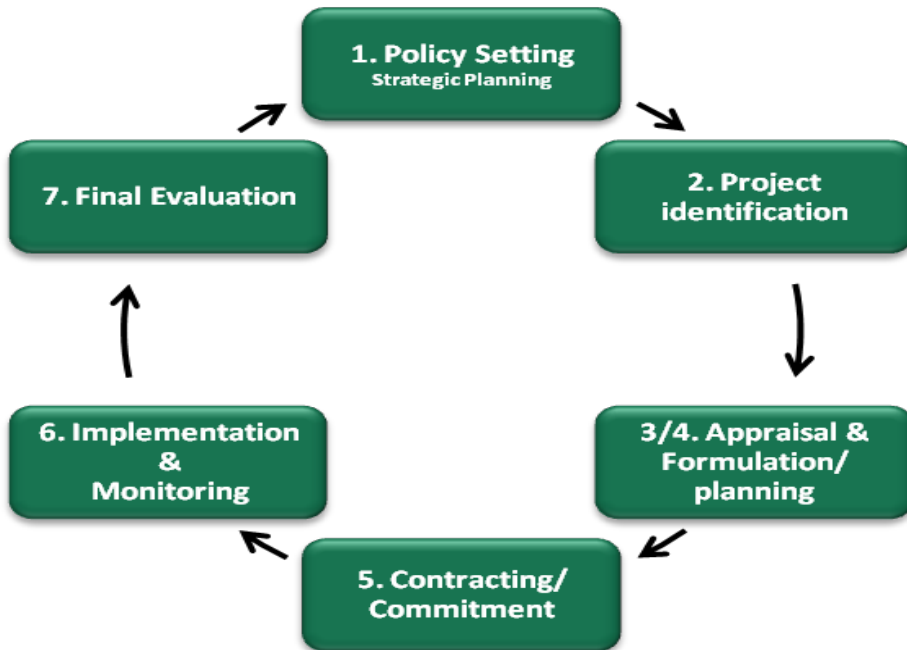 1. Policy Setting
Strategic Planning
2. Project
identification
3/4. Appraisal &
Formulation/
planning
5. Contracting/
Commitment
6. Implementation
&
Monitoring
7. Final Evaluation